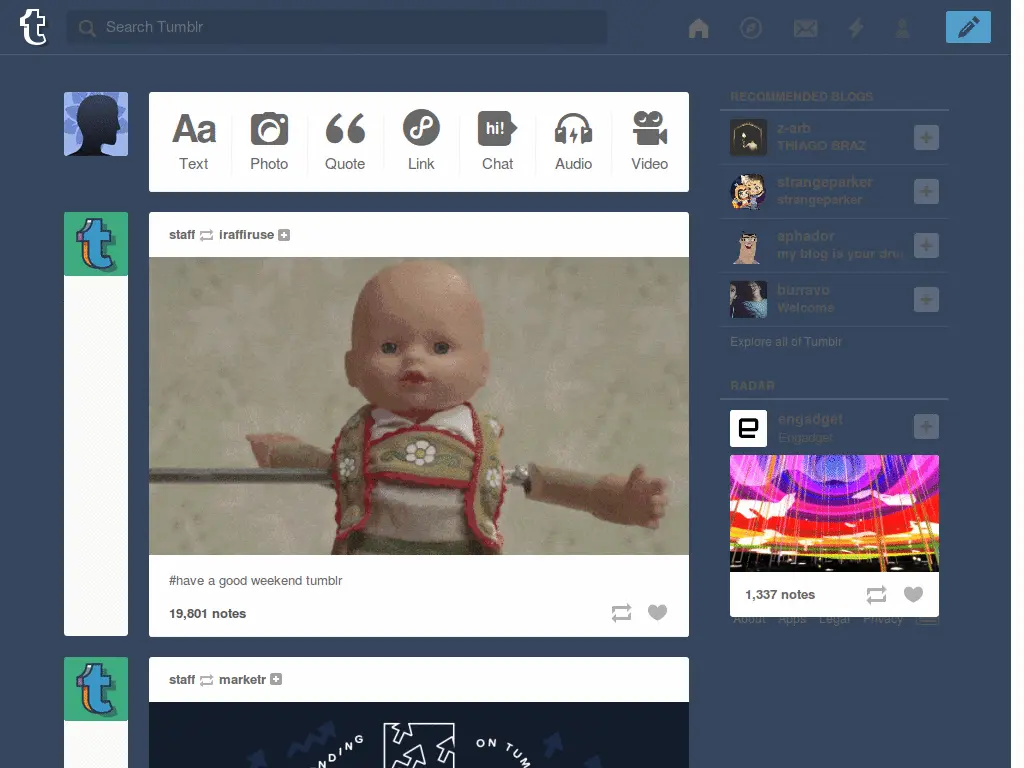 Search Tumblr
Aa
hi!
Text
Photo
Quote
Link
Chat
Audio
Video
staff iraffiruse
#have a good weekend tumblr
19,801 notes
staff marketr
NDING
ON TUM
RECOMMENDED BLOGS
z-arb
THIAGO BRAZ
strangeparker
strangeparker
aphador
my blog is your
burravo
Welcome
Explore all of Tumblr
RADAR
engadget
Engadget
1,337 notes
About Apps Legal Privacy